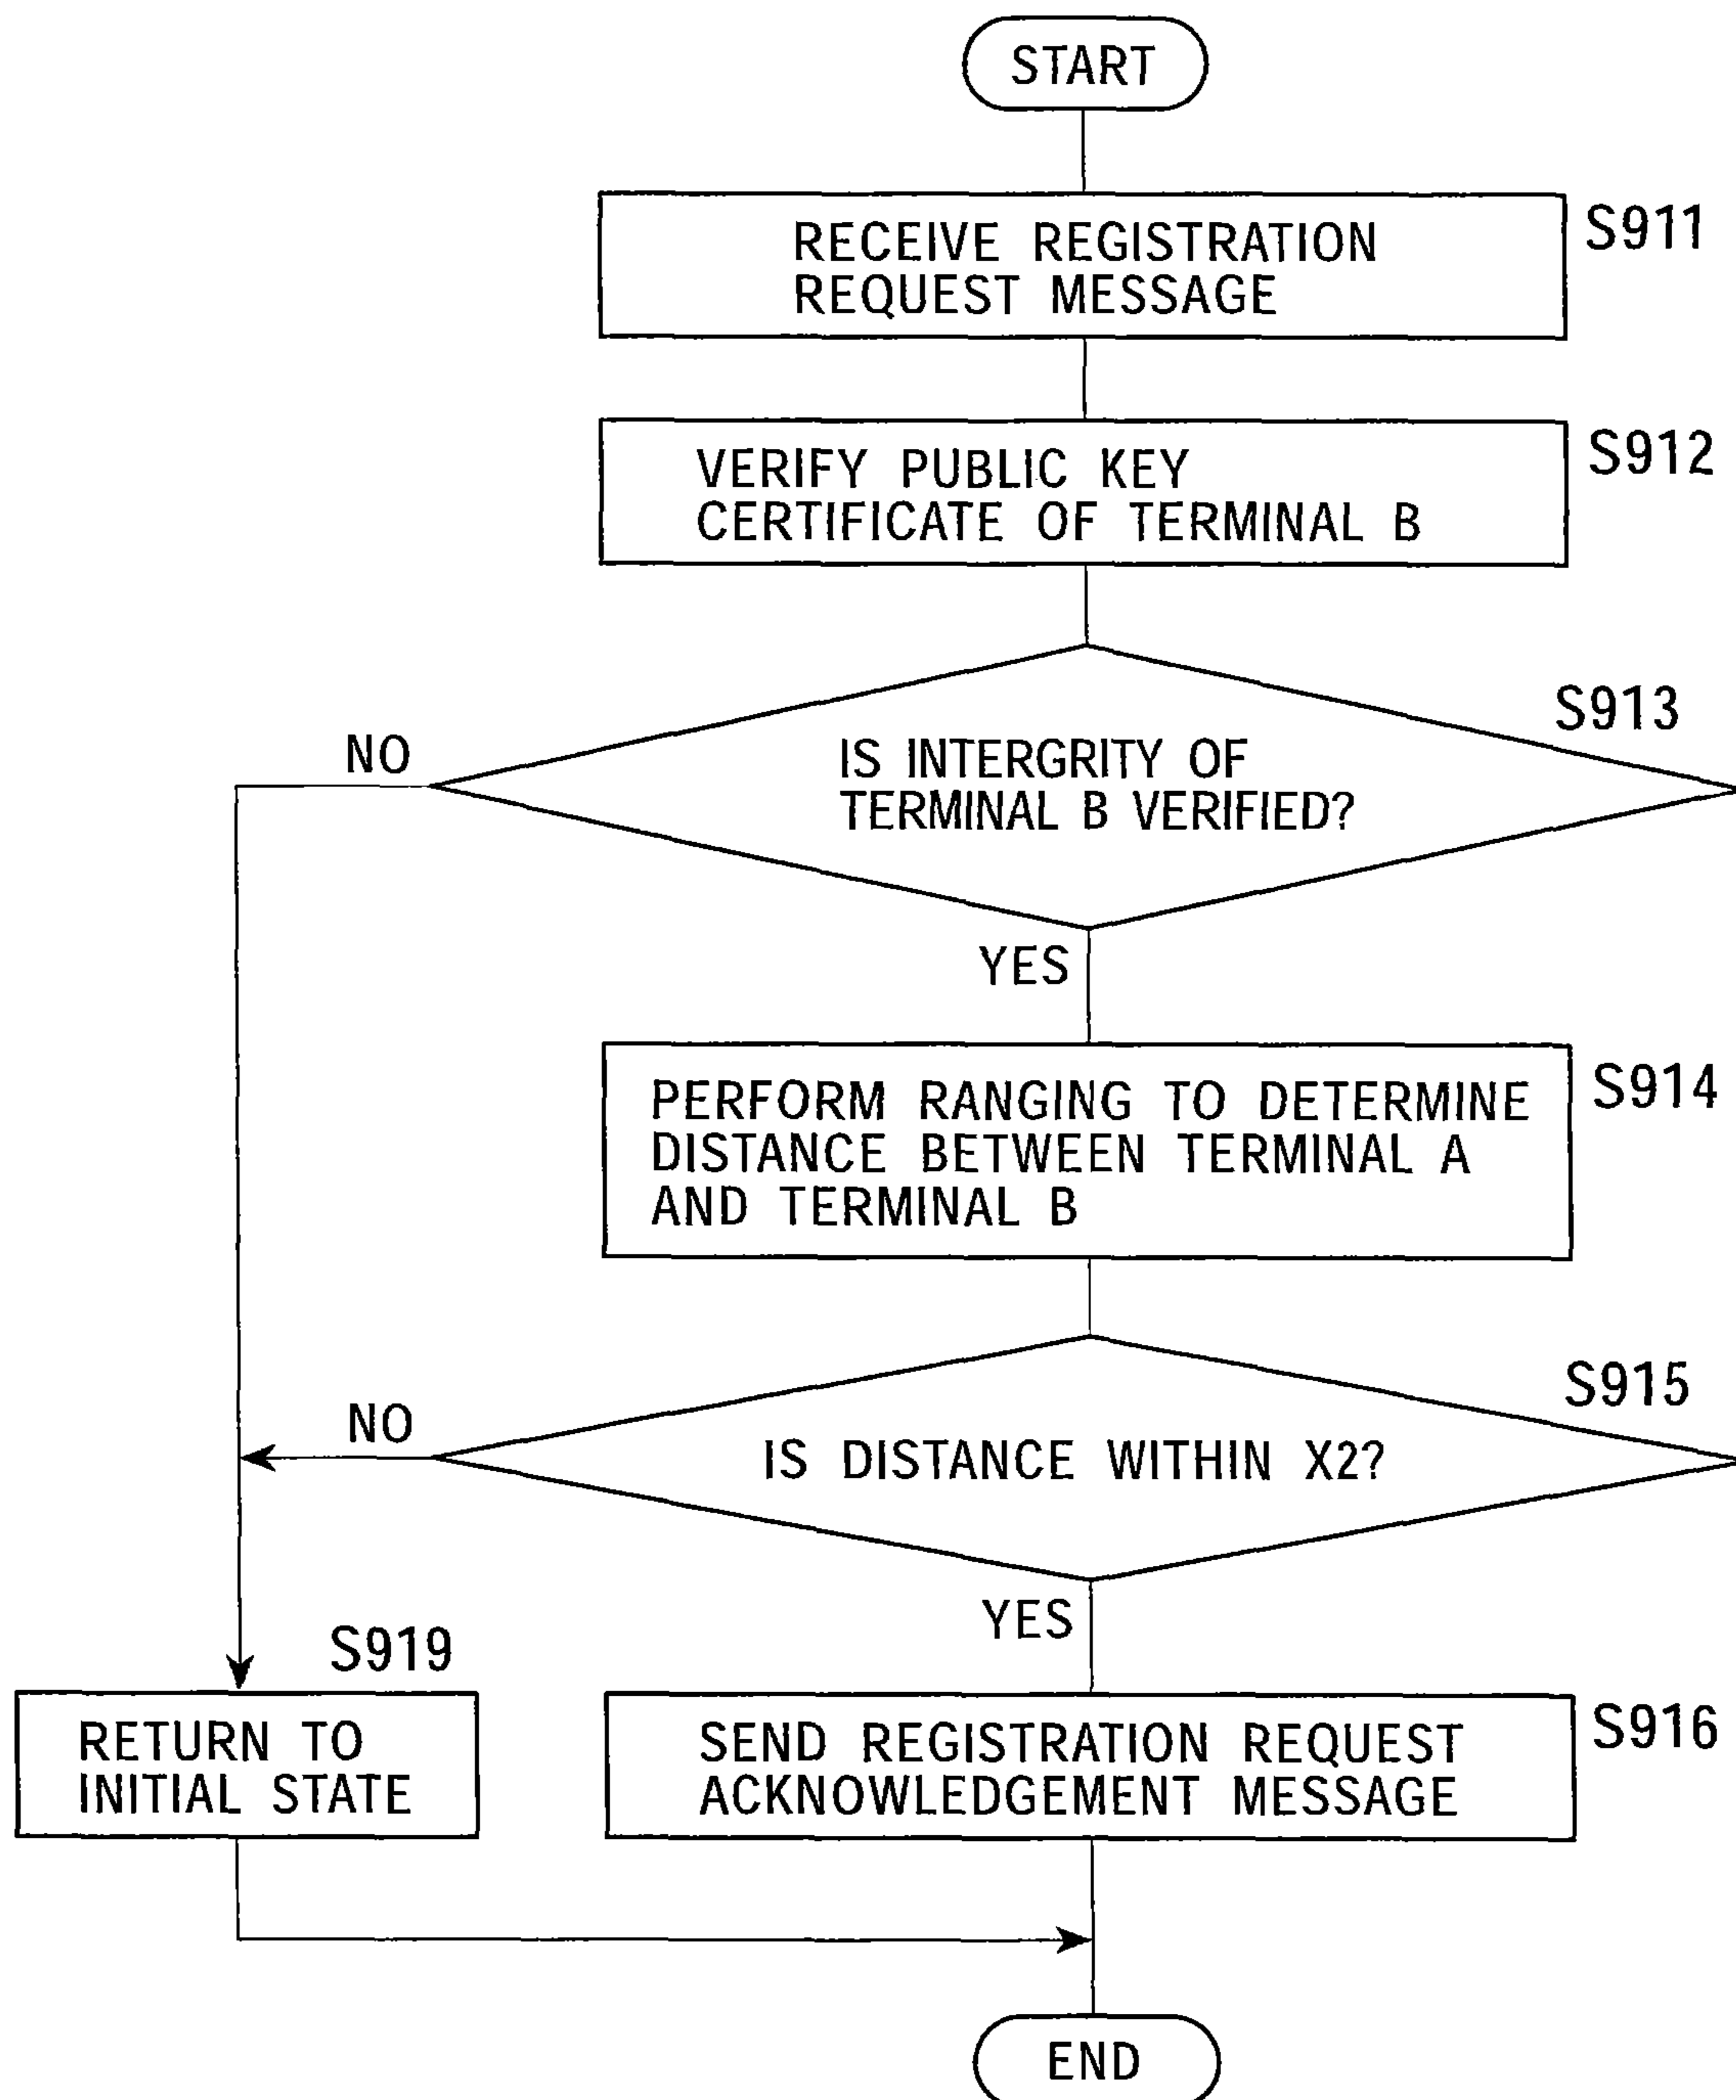 START
RECEIVE REGISTRATION
REQUEST MESSAGE
S911
VERIFY PUBLIC KEY
CERTIFICATE OF TERMINAL B
S912
S913
NO
IS INTERGRITY OF
TERMINAL B VERIFIED?
YES
PERFORM RANGING TO DETERMINE
DISTANCE BETWEEN TERMINAL A
AND TERMINAL B
S914
S915
NO
IS DISTANCE WITHIN X2?
YES
S919
RETURN TO
INITIAL STATE
SEND REGISTRATION REQUEST
ACKNOWLEDGEMENT MESSAGE
S916
END